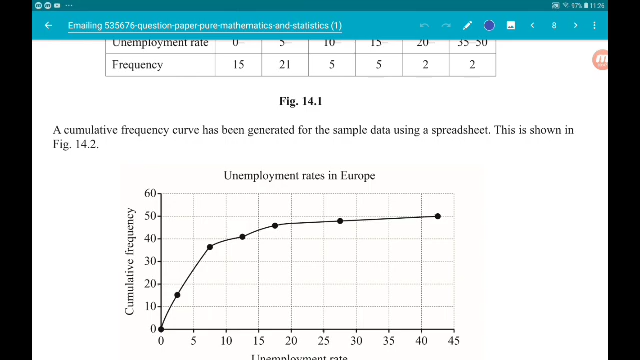 11:26
97%
Emailing 535676-question-paper-pure-mathematics-and-statistics (1)
8
Unemployment rate 0– 5– 10– 15– 20– 35–50
Frequency 15 21 5 5 2 2
Fig. 14.1
A cumulative frequency curve has been generated for the sample data using a spreadsheet. This is shown in
Fig. 14.2.
Unemployment rates in Europe
Cumulative frequency
60
50
40
30
20
10
0
0 5 10 15 20 25 30 35 40 45
Unemployment rate